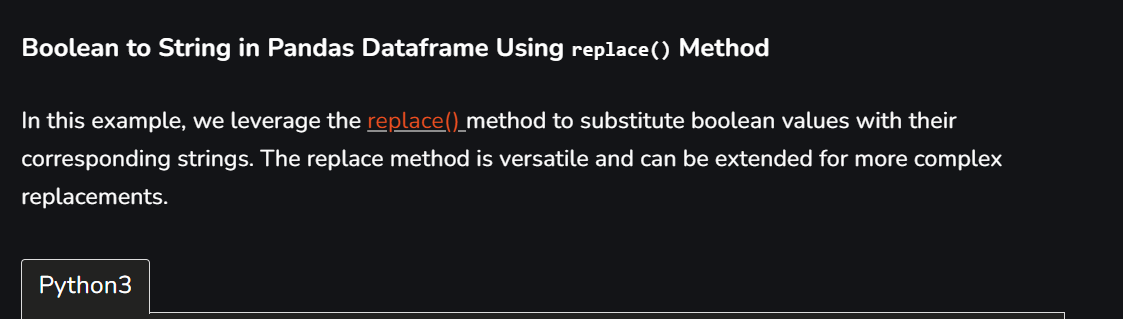 Boolean to String in Pandas Dataframe Using replace() Method
In this example, we leverage the replace() method to substitute boolean values with their
corresponding strings. The replace method is versatile and can be extended for more complex
replacements.
Python3